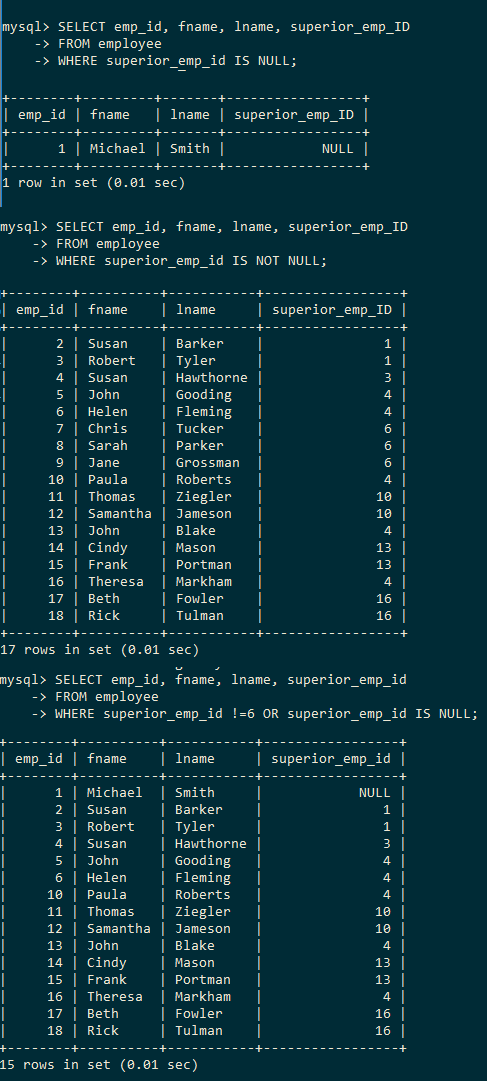 mysql> SELECT emp_id, fname, lname, superior_emp_ID
    -> FROM employee
    -> WHERE superior_emp_id IS NULL;
+--------+---------+-------+-----------------+
| emp_id | fname   | lname | superior_emp_ID |
+--------+---------+-------+-----------------+
|      1 | Michael | Smith |            NULL |
+--------+---------+-------+-----------------+
1 row in set (0.01 sec)
mysql> SELECT emp_id, fname, lname, superior_emp_ID
    -> FROM employee
    -> WHERE superior_emp_id IS NOT NULL;
+--------+----------+-----------+-----------------+
| emp_id | fname    | lname     | superior_emp_ID |
+--------+----------+-----------+-----------------+
|      2 | Susan    | Barker    |               1 |
|      3 | Robert   | Tyler     |               1 |
|      4 | Susan    | Hawthorne |               3 |
|      5 | John     | Gooding   |               4 |
|      6 | Helen    | Fleming   |               4 |
|      7 | Chris    | Tucker    |               6 |
|      8 | Sarah    | Parker    |               6 |
|      9 | Jane     | Grossman  |               6 |
|     10 | Paula    | Roberts   |               4 |
|     11 | Thomas   | Ziegler   |              10 |
|     12 | Samantha | Jameson   |              10 |
|     13 | John     | Blake     |               4 |
|     14 | Cindy    | Mason     |              13 |
|     15 | Frank    | Portman   |              13 |
|     16 | Theresa  | Markham   |               4 |
|     17 | Beth     | Fowler    |              16 |
|     18 | Rick     | Tulman    |              16 |
+--------+----------+-----------+-----------------+
17 rows in set (0.01 sec)
mysql> SELECT emp_id, fname, lname, superior_emp_id
    -> FROM employee
    -> WHERE superior_emp_id !=6 OR superior_emp_id IS NULL;
+--------+----------+-----------+-----------------+
| emp_id | fname    | lname     | superior_emp_id |
+--------+----------+-----------+-----------------+
|      1 | Michael  | Smith     |            NULL |
|      2 | Susan    | Barker    |               1 |
|      3 | Robert   | Tyler     |               1 |
|      4 | Susan    | Hawthorne |               3 |
|      5 | John     | Gooding   |               4 |
|      6 | Helen    | Fleming   |               4 |
|     10 | Paula    | Roberts   |               4 |
|     11 | Thomas   | Ziegler   |              10 |
|     12 | Samantha | Jameson   |              10 |
|     13 | John     | Blake     |               4 |
|     14 | Cindy    | Mason     |              13 |
|     15 | Frank    | Portman   |              13 |
|     16 | Theresa  | Markham   |               4 |
|     17 | Beth     | Fowler    |              16 |
|     18 | Rick     | Tulman    |              16 |
+--------+----------+-----------+-----------------+
15 rows in set (0.01 sec)